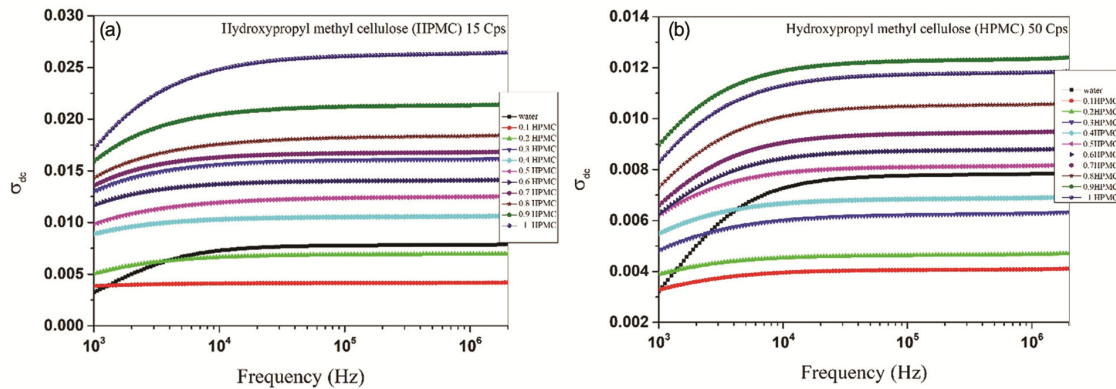 (a)
Hydroxypropyl methyl cellulose (HPMC) 15 Cps
0.030
0.025
0.020
0.015
0.010
0.005
0.000
σdc
10³
10⁴
10⁵
10⁶
Frequency (Hz)
water
0.1 HPMC
0.2 HPMC
0.3 HPMC
0.4 HPMC
0.5 HPMC
0.6 HPMC
0.7 HPMC
0.8 HPMC
0.9 HPMC
1 HPMC
(b)
Hydroxypropyl methyl cellulose (HPMC) 50 Cps
0.014
0.012
0.010
0.008
0.006
0.004
0.002
σdc
10³
10⁴
10⁵
10⁶
Frequency (Hz)
water
0.1HPMC
0.2HPMC
0.3HPMC
0.4HPMC
0.5HPMC
0.6HPMC
0.7HPMC
0.8HPMC
0.9HPMC
1 HPMC